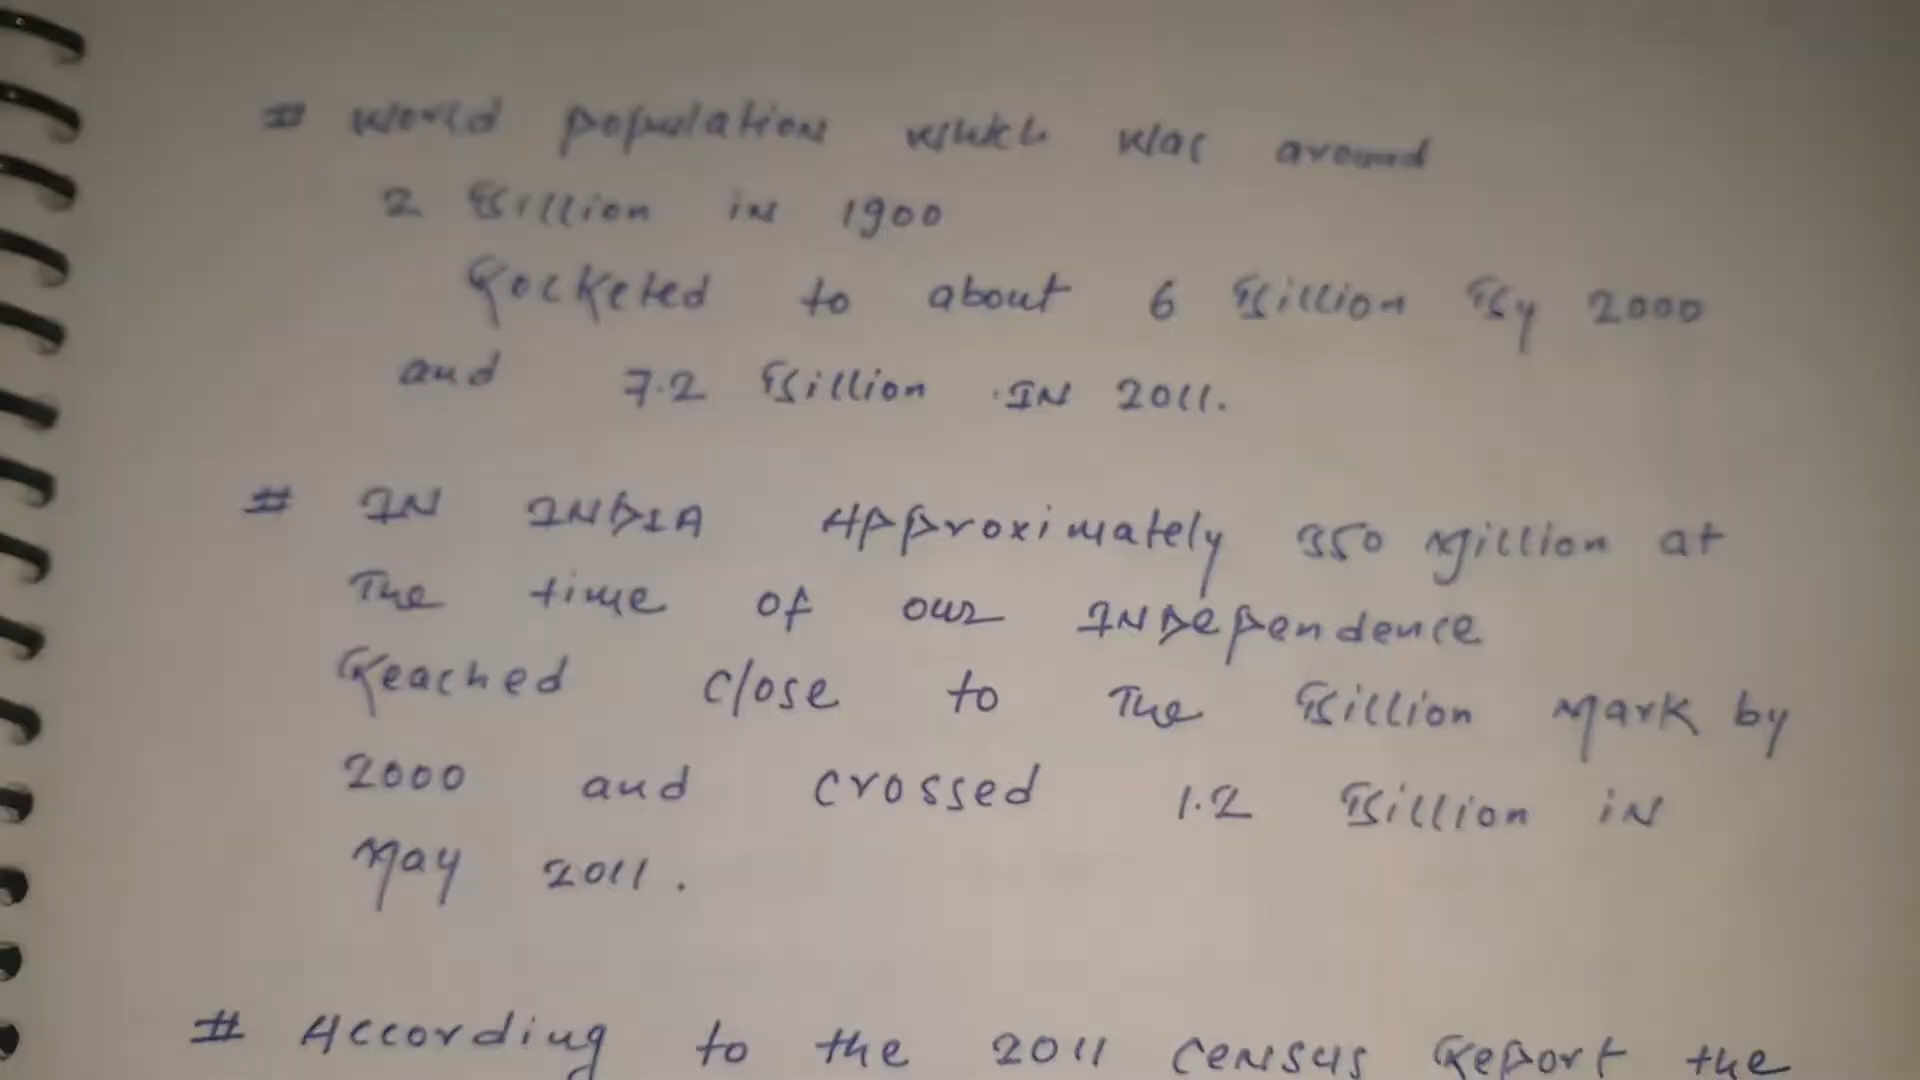 # World population which was around
2 Billion in 1900
Rocketed to about 6 Billion By 2000
and 7.2 Billion IN 2011.
# IN INDIA Approximately 350 Million at
The time of our INDependence
Reached close to The Billion Mark by
2000 and crossed 1.2 Billion iN
May 2011.
# According to the 2011 CENSUS Report the